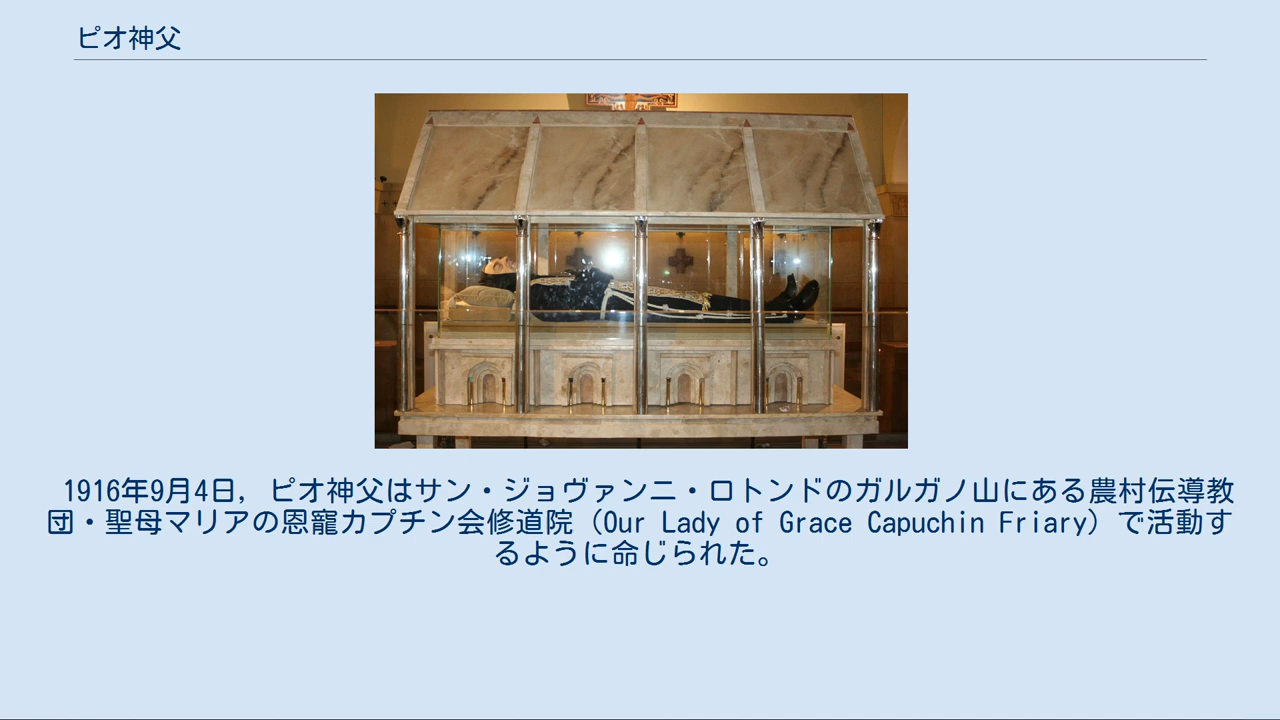 ピオ神父
1916年9月4日，ピオ神父はサン・ジョヴァンニ・ロトンドのガルガノ山にある農村伝導教
団・聖母マリアの恩寵カプチン会修道院（Our Lady of Grace Capuchin Friary）で活動す
るように命じられた。